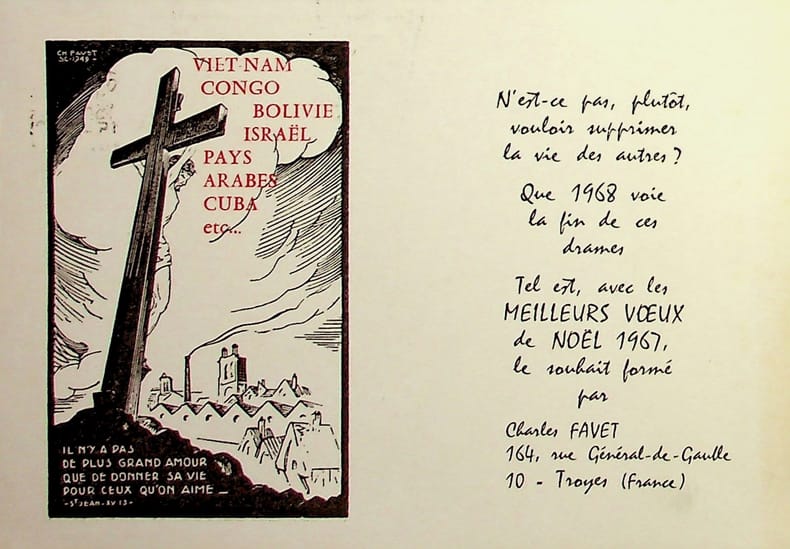 CH FAVET
SC-1949-
VIET-NAM
CONGO
BOLIVIE
ISRAËL
PAYS
ARABES
CUBA
etc...
IL N'Y A PAS
DE PLUS GRAND AMOUR
QUE DE DONNER SA VIE
POUR CEUX QU'ON AIME _
- ST JEAN - XV 13 -
N'est-ce pas, plutôt,
vouloir supprimer
la vie des autres ?
Que 1968 voie
la fin de ces
drames
Tel est, avec les
MEILLEURS VŒUX
de NOËL 1967,
le souhait formé
par
Charles FAVET
164, rue Général-de-Gaulle
10 - Troyes (France)